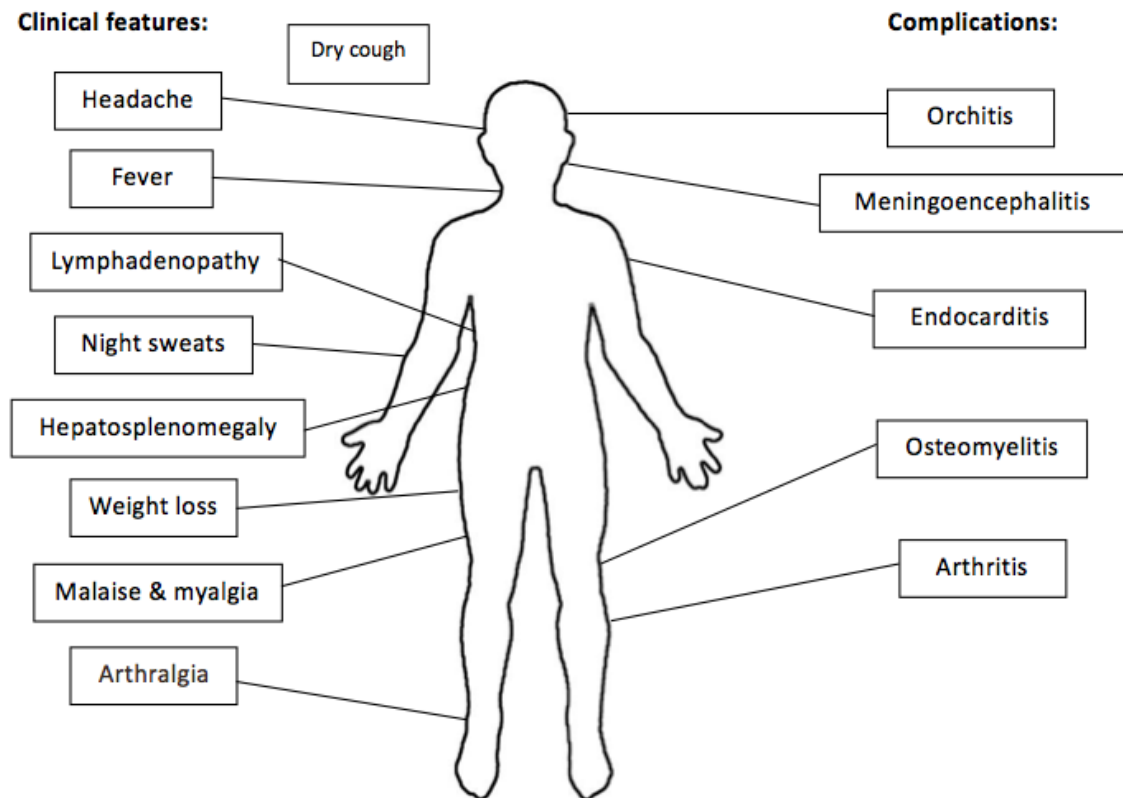 Clinical features:
Complications:
Dry cough
Headache
Fever
Lymphadenopathy
Night sweats
Hepatosplenomegaly
Weight loss
Malaise & myalgia
Arthralgia
Orchitis
Meningoencephalitis
Endocarditis
Osteomyelitis
Arthritis